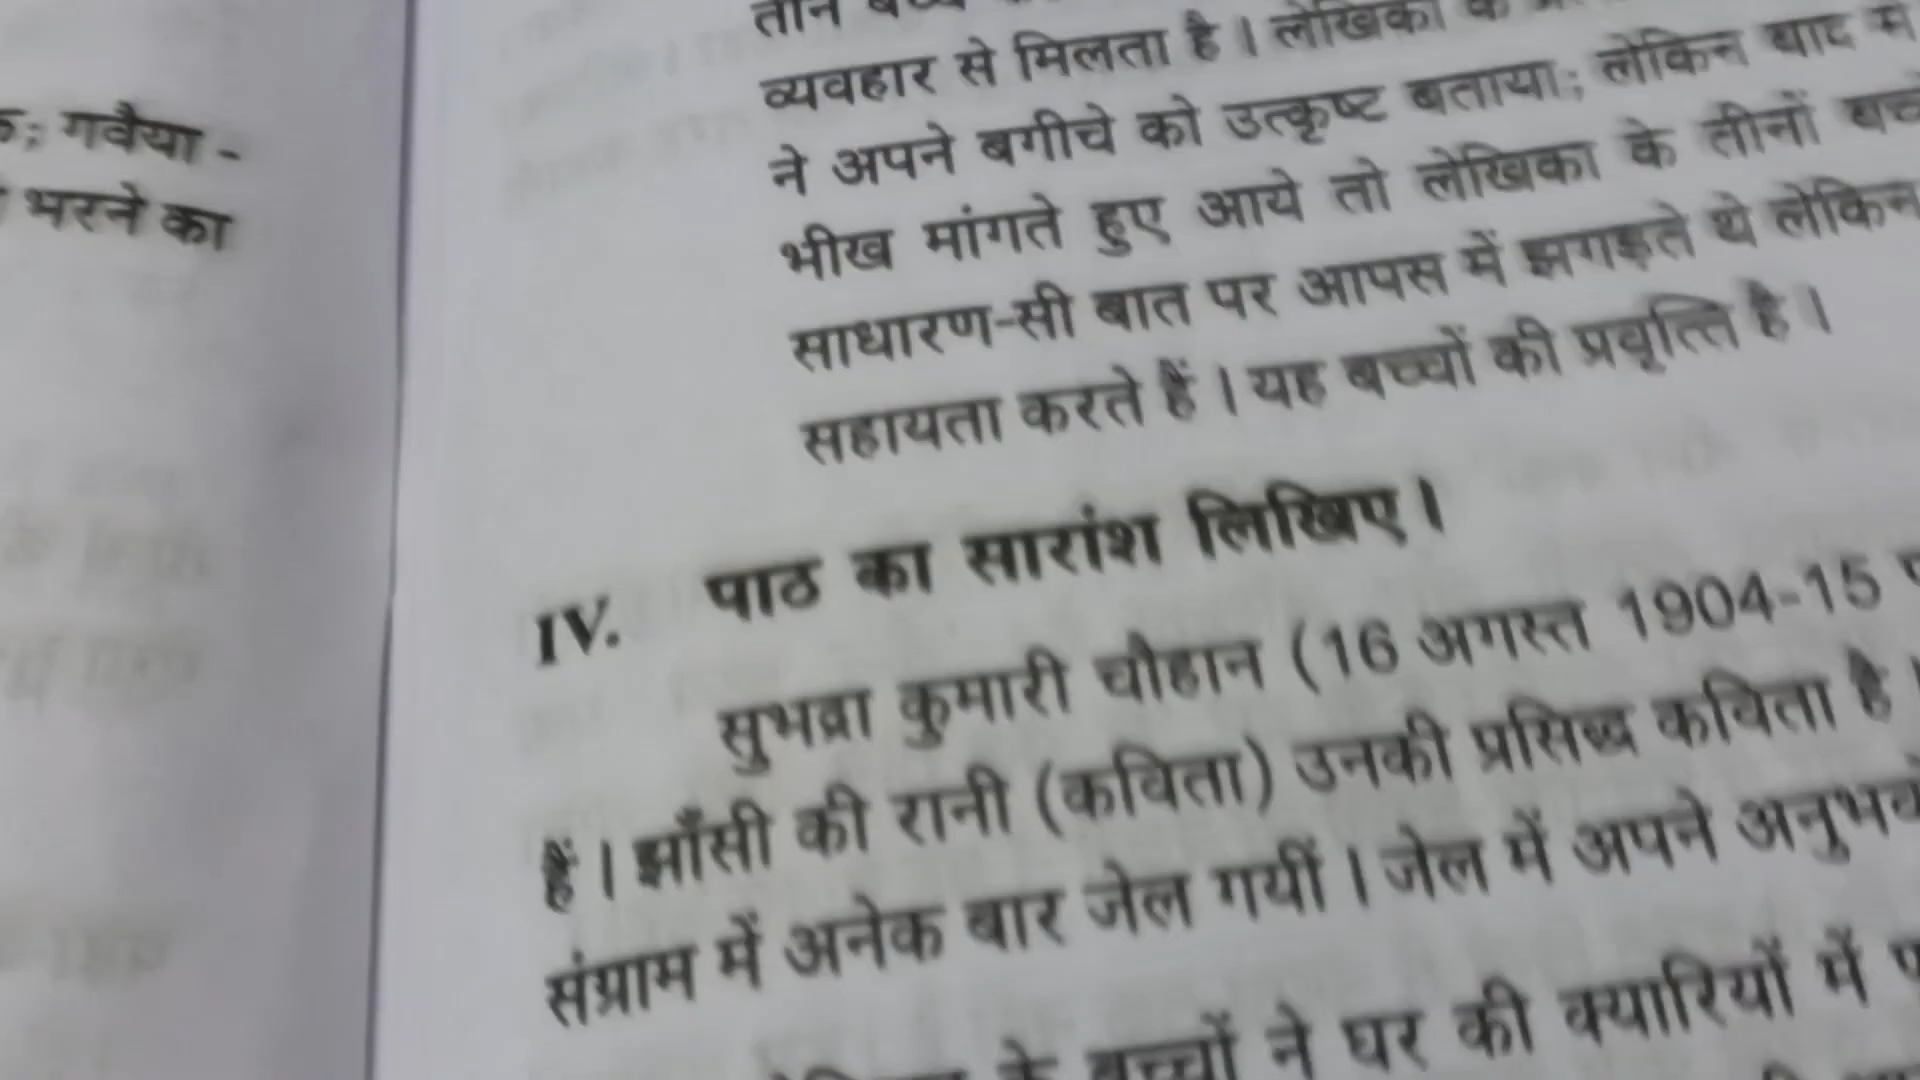 गवैया -
भरने का
तीन
व्यवहार से मिलता है । लेखिका के
ने अपने बगीचे को उत्कृष्ट बताया; लेकिन बाद में
भीख मांगते हुए आये तो लेखिका के तीनों
साधारण-सी बात पर आपस में झगड़ते थे लेकिन
सहायता करते हैं । यह बच्चों की प्रवृत्ति है ।
IV. पाठ का सारांश लिखिए ।
सुभद्रा कुमारी चौहान (16 अगस्त 1904-15
हैं । झाँसी की रानी (कविता) उनकी प्रसिद्ध कविता है ।
संग्राम में अनेक बार जेल गयीं । जेल में अपने
के बच्चों ने घर की क्यारियों में